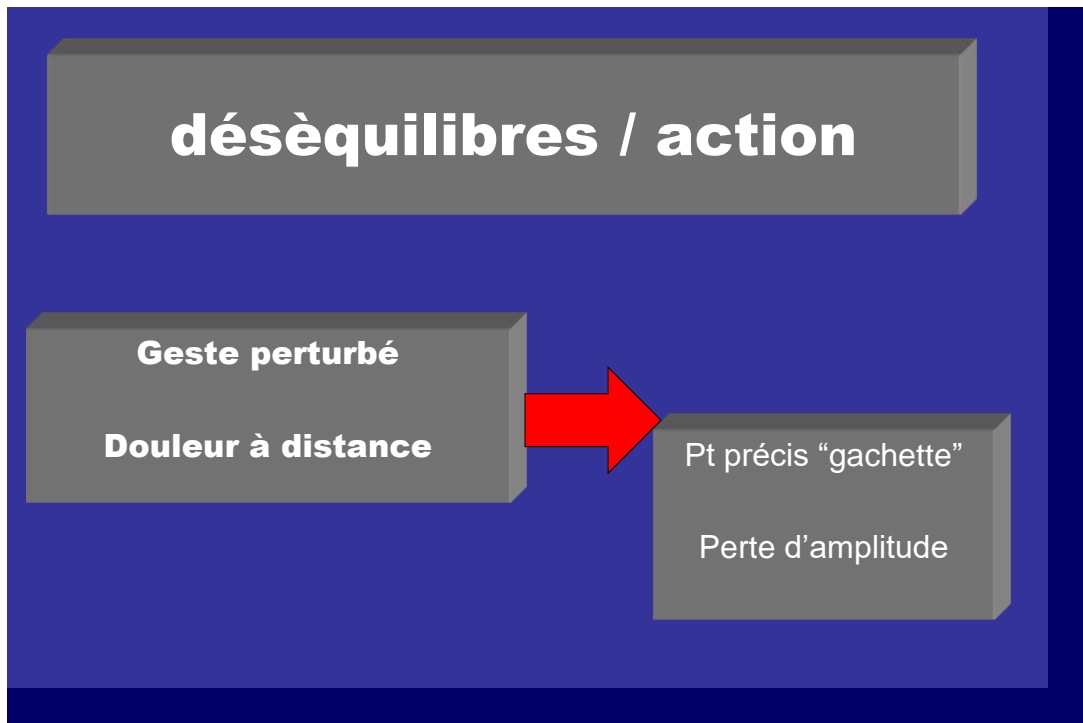 désèquilibres / action
Geste perturbé
Douleur à distance
Pt précis “gachette”
Perte d’amplitude